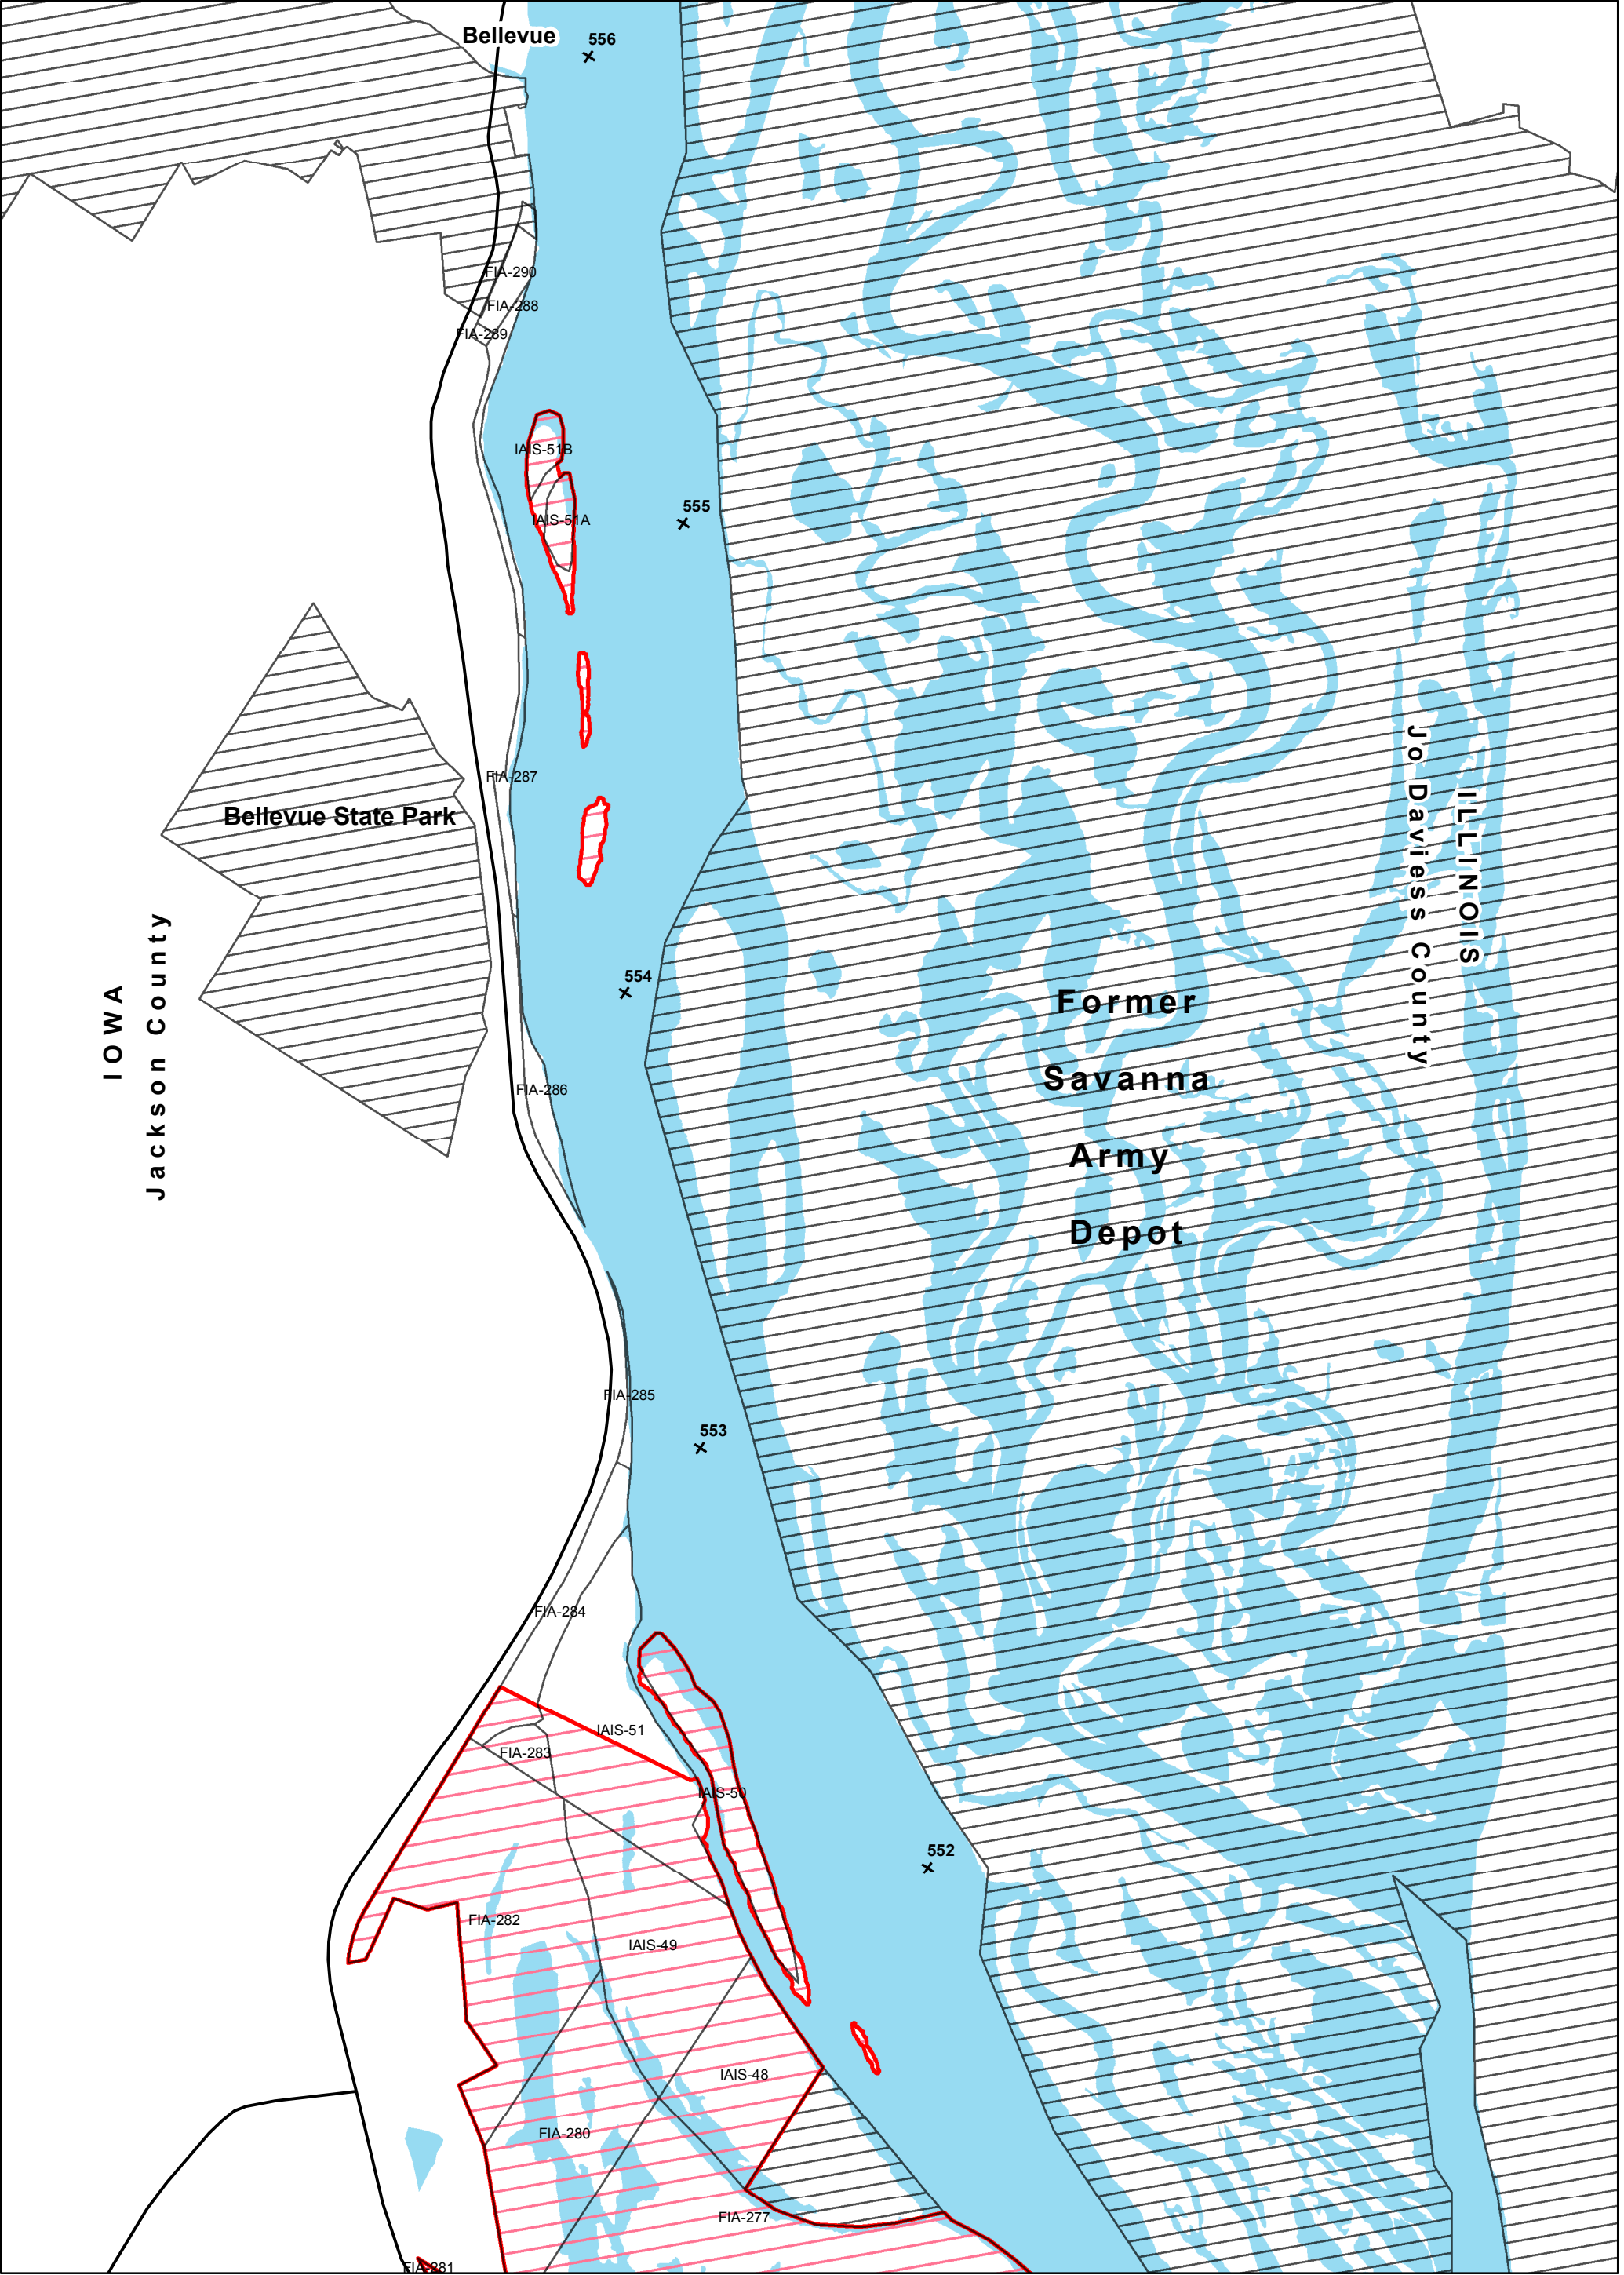 Bellevue
556
FIA-290
FIA-288
FIA-289
IAIS-51B
555
IAIS-51A
FIA-287
Bellevue State Park
ILLINOIS
Jo Daviess County
IOWA
Jackson County
554
Former
Savanna
Army
Depot
FIA-286
FIA-285
553
FIA-284
IAIS-51
FIA-283
IAIS-50
552
FIA-282
IAIS-49
IAIS-48
FIA-280
FIA-277
FIA-281